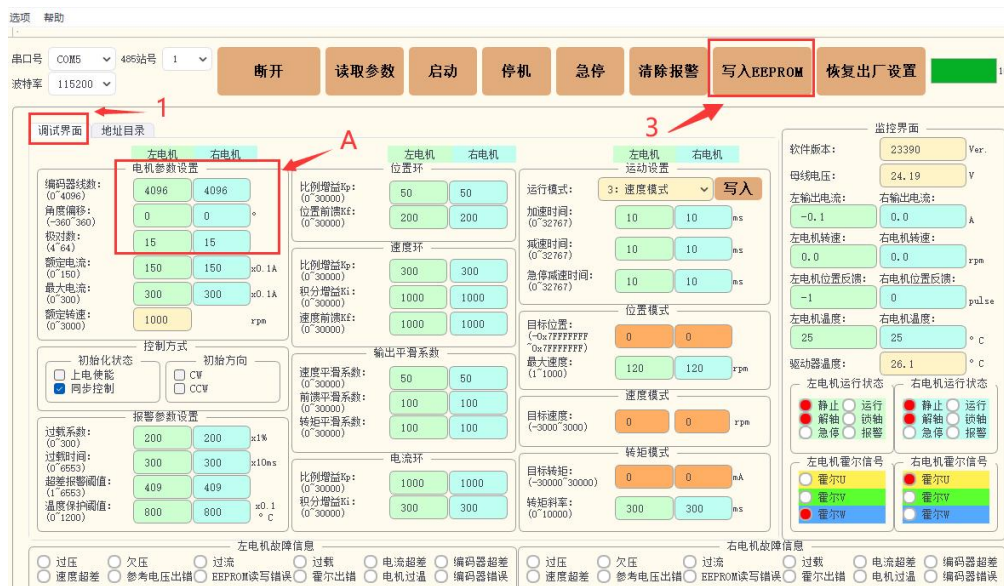 选项 帮助
串口号 COM5 485站号 1
波特率 115200
断开 读取参数 启动 停机 急停 清除报警 写入EEPROM 恢复出厂设置
1
3
A
调试界面 地址目录
左电机 右电机
电机参数设置
编码器线数:
(0~4096)
4096 4096
角度偏移:
(-360~360)
0 0 °
极对数:
(4~64)
15 15
额定电流:
(0~150)
150 150 x0.1A
最大电流:
(0~300)
300 300 x0.1A
额定转速:
(0~3000)
1000 rpm
控制方式
初始化状态
上电使能
同步控制
初始方向
CW
CCW
报警参数设置
过载系数:
(0~300)
200 200 x1%
过载时间:
(0~6553)
300 300 x10ms
超差报警阈值:
(1~6553)
409 409
温度保护阈值:
(0~1200)
800 800 x0.1
°C
左电机 右电机
位置环
比例增益Kp:
(0~30000)
50 50
位置前馈Kf:
(0~30000)
200 200
速度环
比例增益Kp:
(0~30000)
300 300
积分增益Ki:
(0~30000)
1000 1000
速度前馈Kf:
(0~30000)
1000 1000
输出平滑系数
速度平滑系数:
(0~30000)
50 50
前馈平滑系数:
(0~30000)
100 100
转矩平滑系数:
(0~30000)
100 100
电流环
比例增益Kp:
(0~30000)
1000 1000
积分增益Ki:
(0~30000)
300 300
左电机 右电机
运动设置
运行模式: 3: 速度模式 写入
加速时间:
(0~32767)
10 10 ms
减速时间:
(0~32767)
10 10 ms
急停减速时间:
(0~32767)
10 10 ms
位置模式
目标位置:
(-0x7FFFFFFF
~0x7FFFFFFF)
0 0
最大速度:
(1~1000)
120 120 rpm
速度模式
目标速度:
(-3000~3000)
0 0 rpm
转矩模式
目标转矩:
(-30000~30000)
0 0 mA
转矩斜率:
(0~10000)
300 300 ms
监控界面
软件版本: 23390 Ver.
母线电压: 24.19 V
左输出电流: 右输出电流:
-0.1 0.0 A
左电机转速: 右电机转速:
0.0 0.0 rpm
左电机位置反馈: 右电机位置反馈:
-1 0 pulse
左电机温度: 右电机温度:
25 25 °C
驱动器温度: 26.1 °C
左电机运行状态
静止 运行
解轴 锁轴
急停 报警
右电机运行状态
静止 运行
解轴 锁轴
急停 报警
左电机霍尔信号
霍尔U
霍尔V
霍尔W
右电机霍尔信号
霍尔U
霍尔V
霍尔W
左电机故障信息
过压 欠压 过流 过载 电流超差 编码器超差
速度超差 参考电压出错 EEPROM读写错误 霍尔出错 电机过温 编码器错误
右电机故障信息
过压 欠压 过流 过载 电流超差 编码器超差
速度超差 参考电压出错 EEPROM读写错误 霍尔出错 电机过温 编码器错误